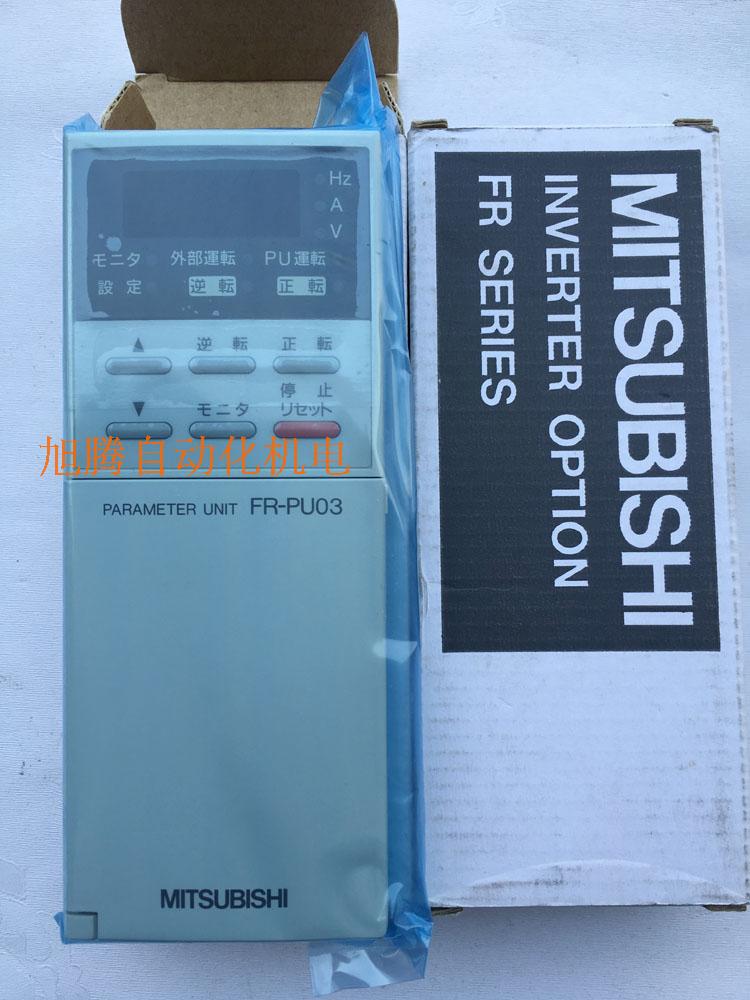 Hz
A
V
モニタ 外部運転 PU運転
設定 逆転 正転
▲ 逆転 正転
停止
▼ モニタ リセット
旭腾自动化机电
PARAMETER UNIT FR-PU03
MITSUBISHI
MITSUBISHI
INVERTER OPTION
FR SERIES